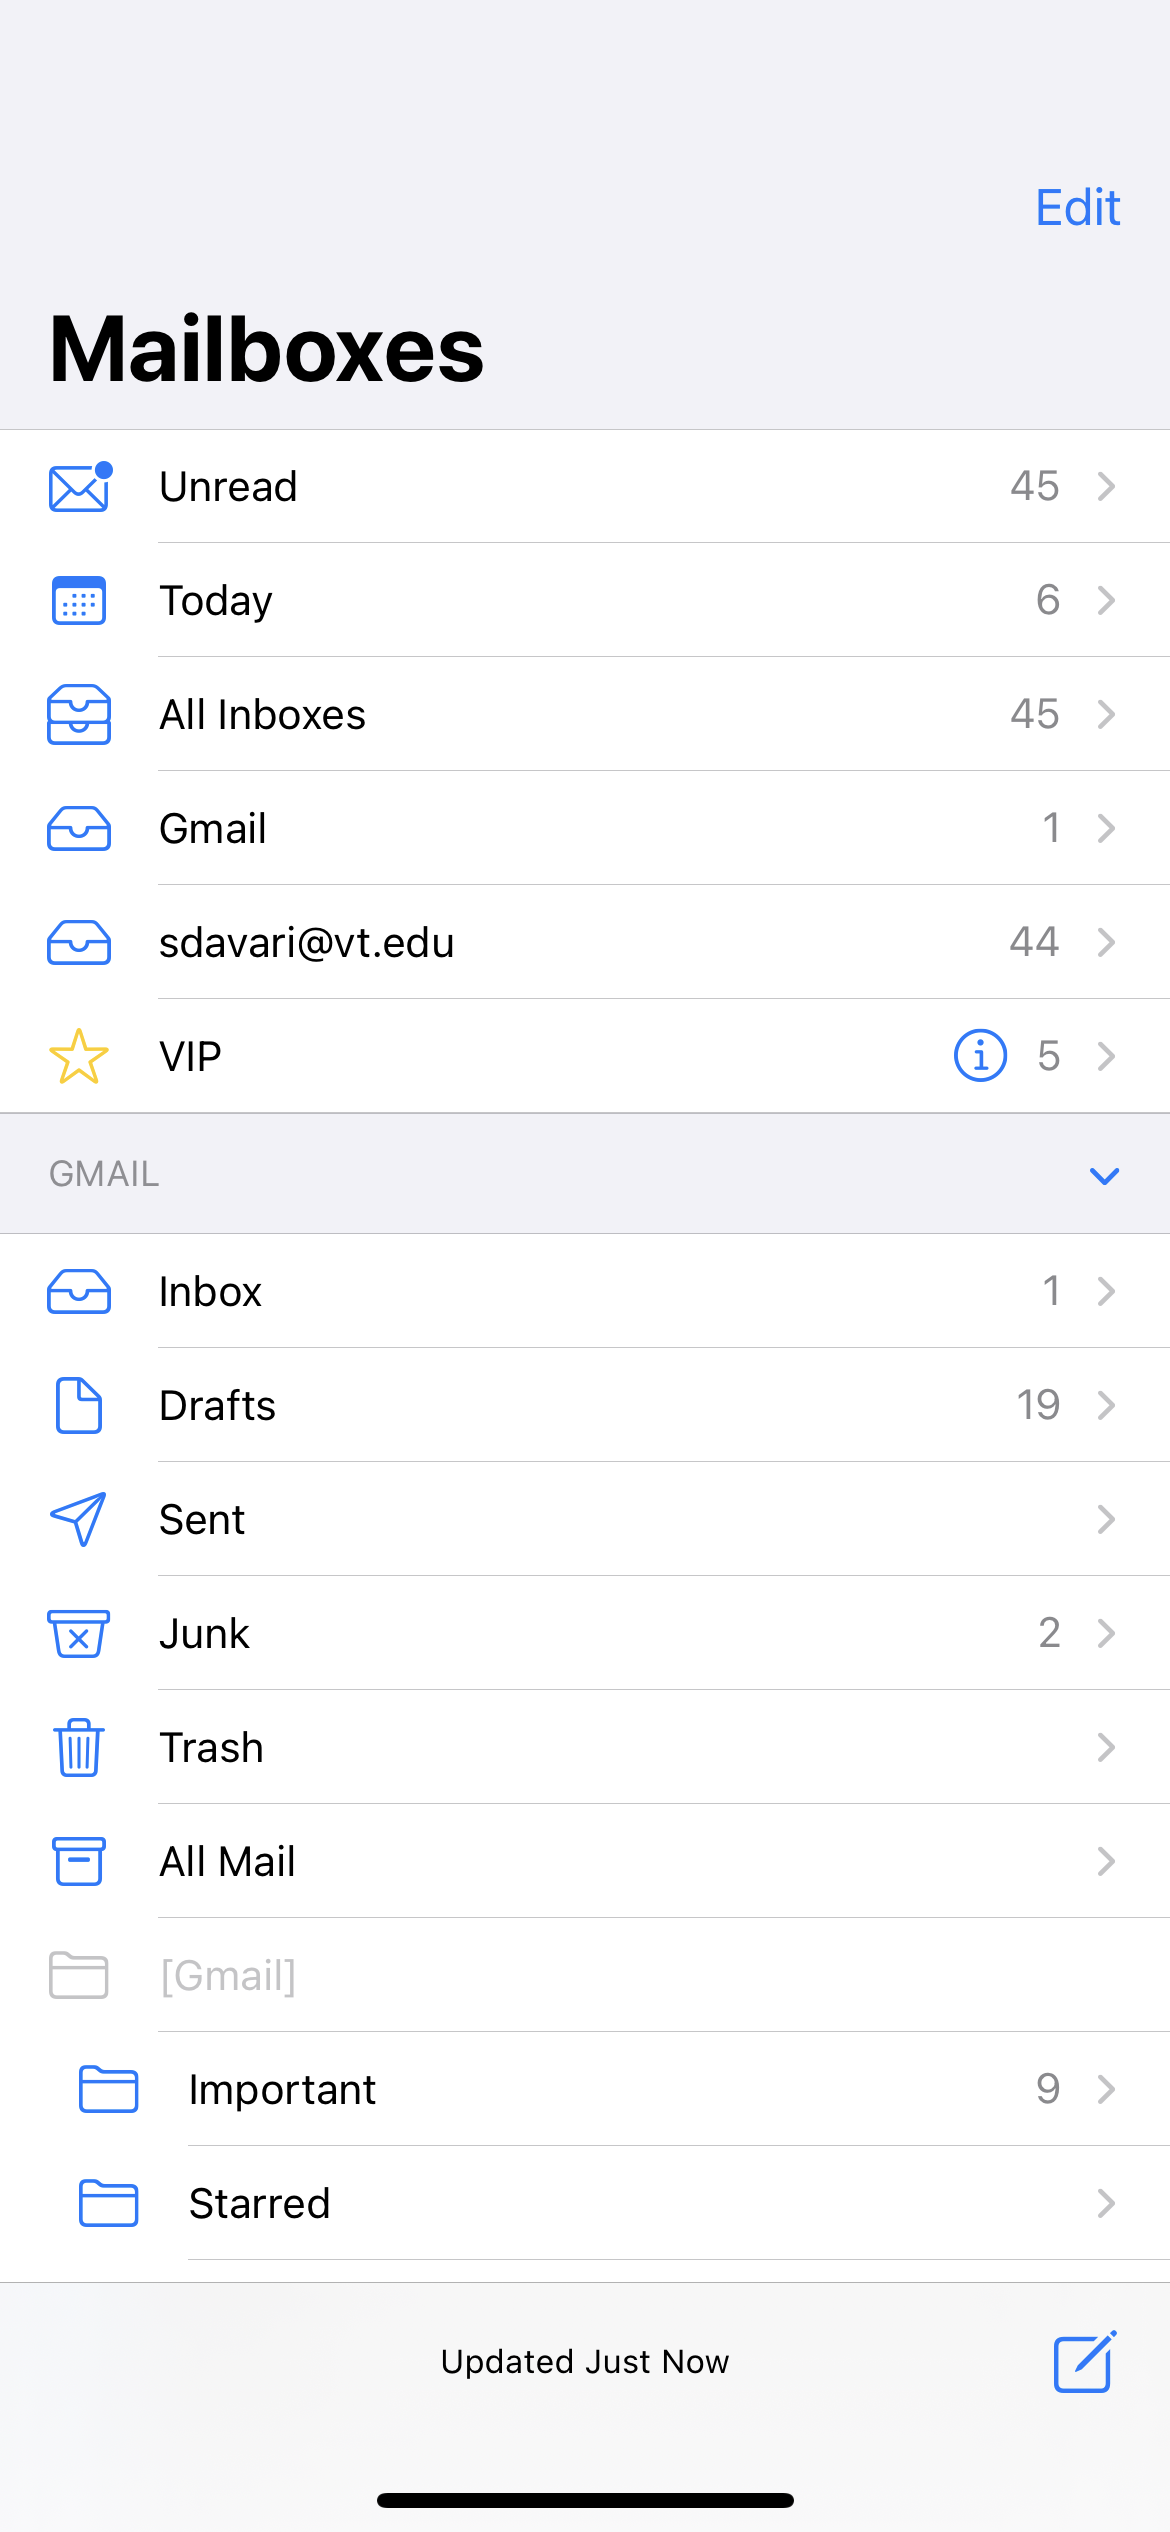 Edit
Mailboxes
Unread 45
Today 6
All Inboxes 45
Gmail 1
sdavari@vt.edu 44
VIP 5
GMAIL
Inbox 1
Drafts 19
Sent
Junk 2
Trash
All Mail
[Gmail]
Important 9
Starred
Updated Just Now